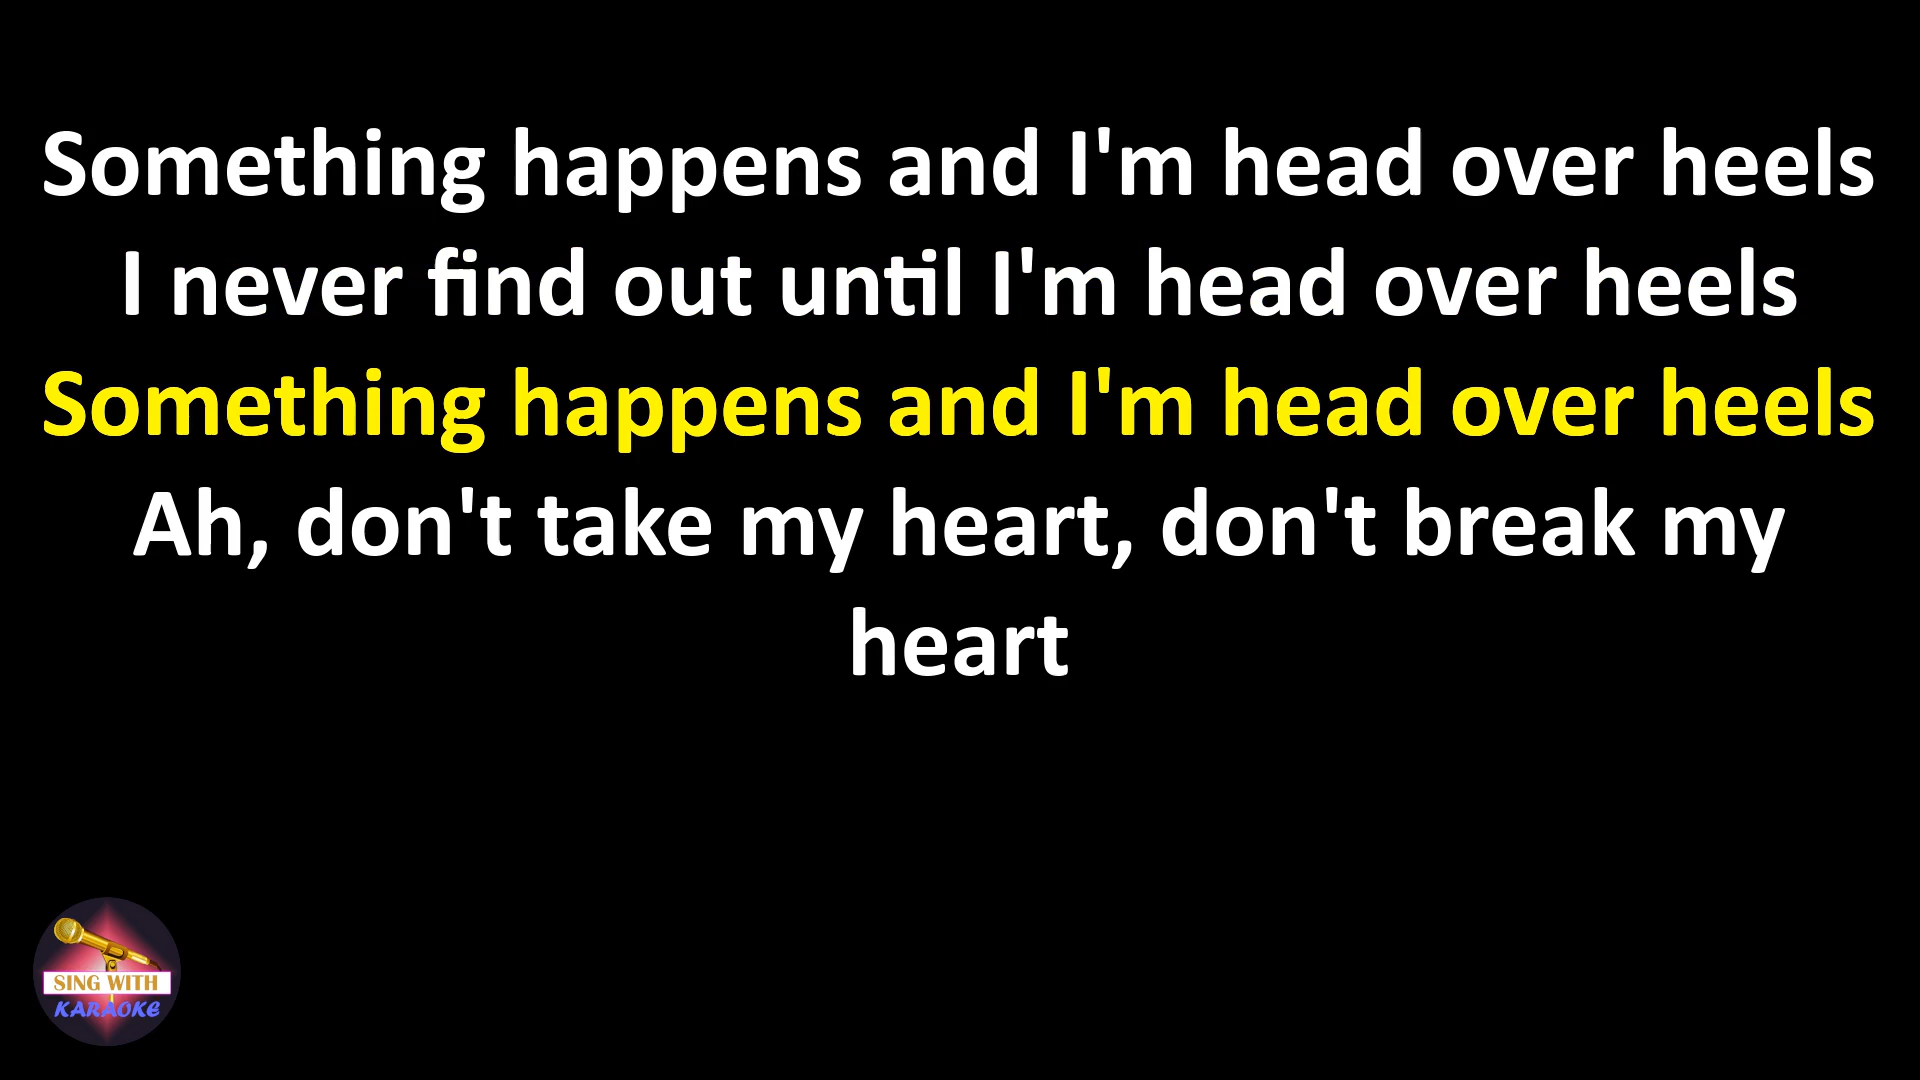 Something happens and I'm head over heels
I never find out until I'm head over heels
Something happens and I'm head over heels
Ah, don't take my heart, don't break my
heart
SING WITH
KARAOKE